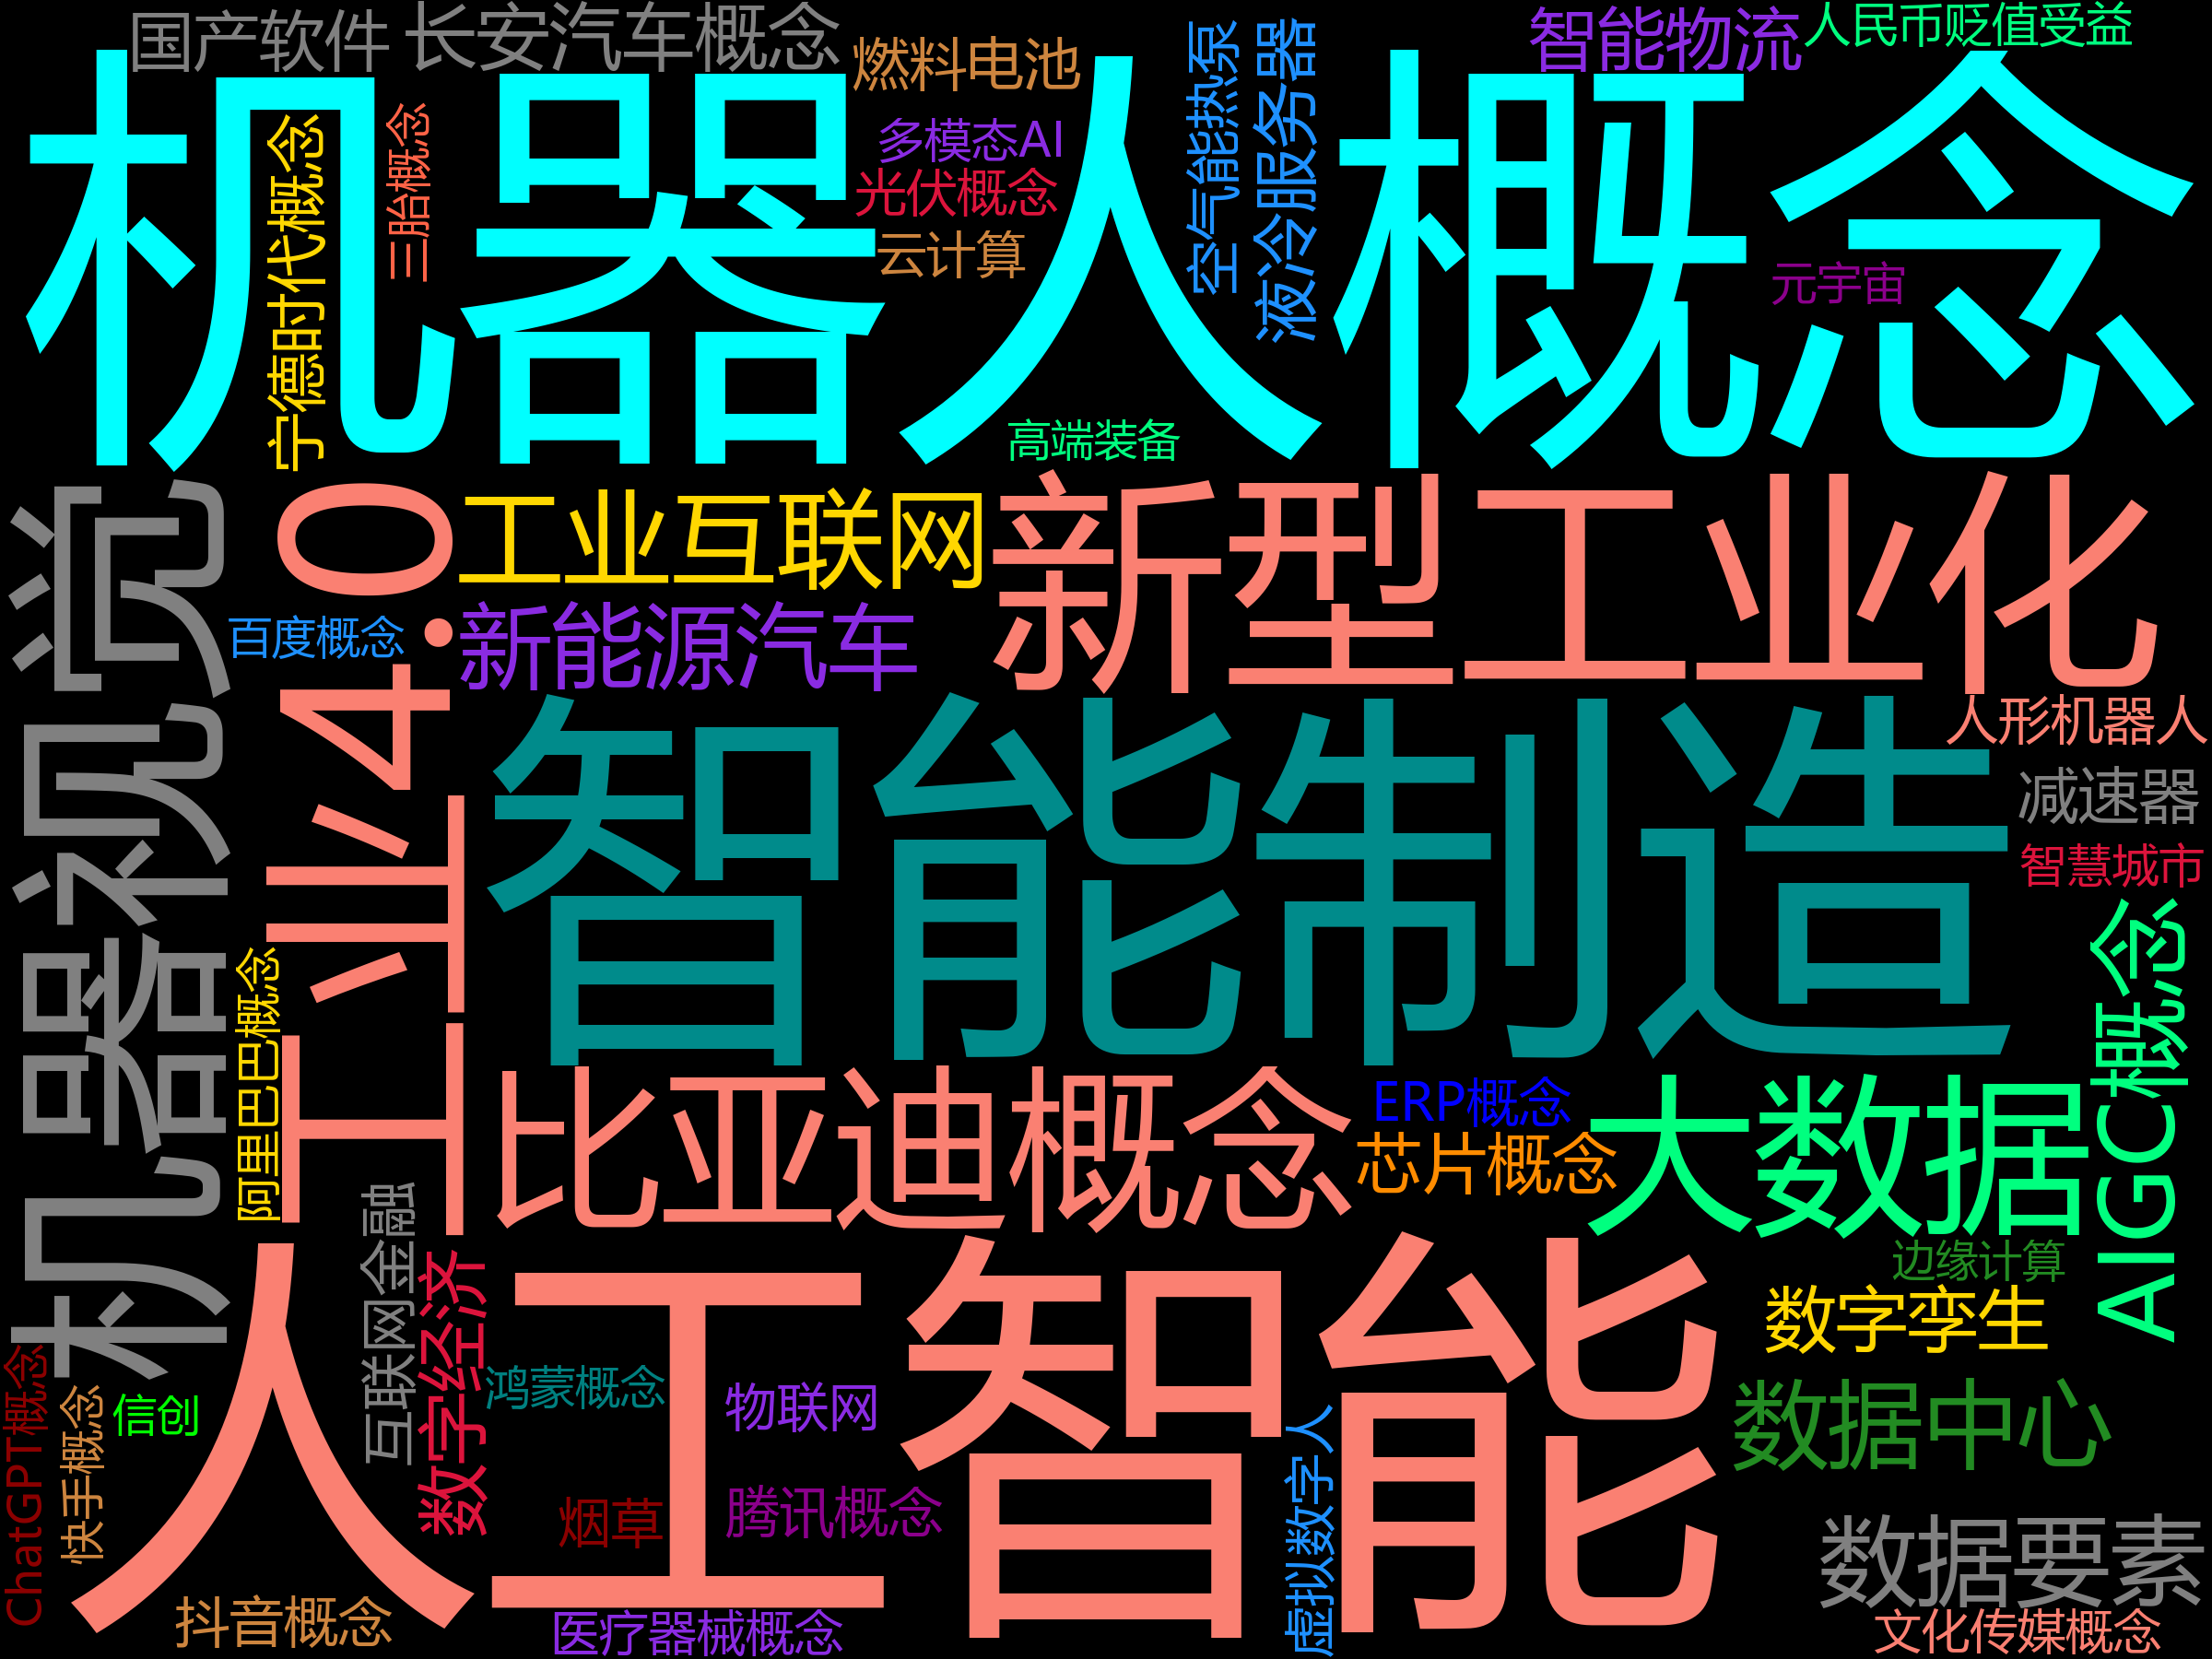 国产软件
长安汽车概念
燃料电池
智能物流
人民币贬值受益
机器人概念
宁德时代概念
三胎概念
多模态AI
光伏概念
云计算
空气能热泵
液冷服务器
元宇宙
高端装备
机器视觉
工业4.0
工业互联网
新型工业化
百度概念
新能源汽车
智能制造
人形机器人
减速器
智慧城市
AIGC概念
阿里巴巴概念
比亚迪概念
ERP概念
芯片概念
大数据
边缘计算
数字孪生
人工智能
互联网金融
数字经济
鸿蒙概念
物联网
数据中心
ChatGPT概念
快手概念
信创
烟草
腾讯概念
虚拟数字人
数据要素
抖音概念
医疗器械概念
文化传媒概念